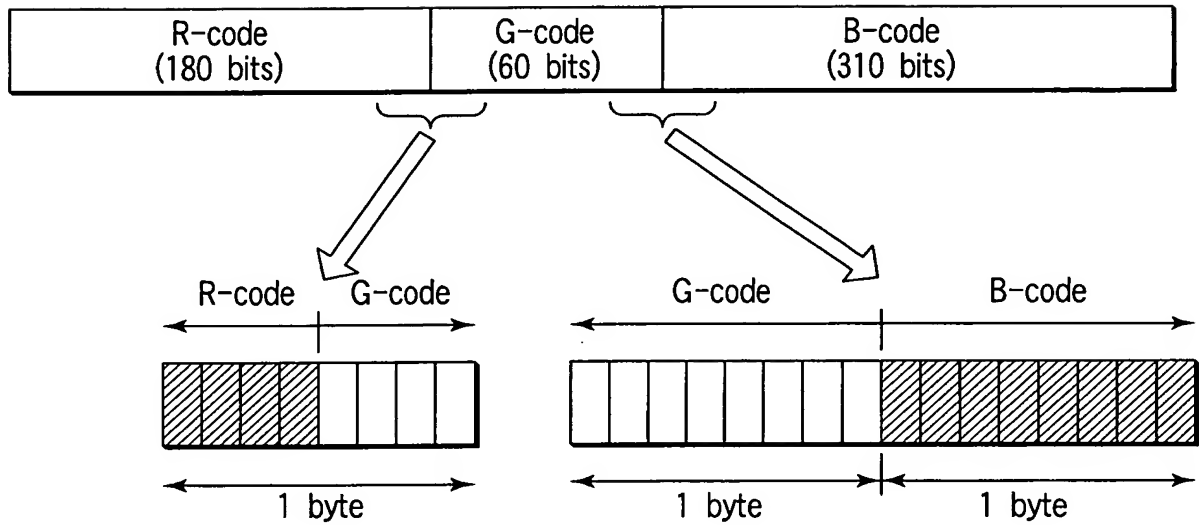 R-code
(180 bits)
G-code
(60 bits)
B-code
(310 bits)
R-code
G-code
G-code
B-code
1 byte
1 byte
1 byte